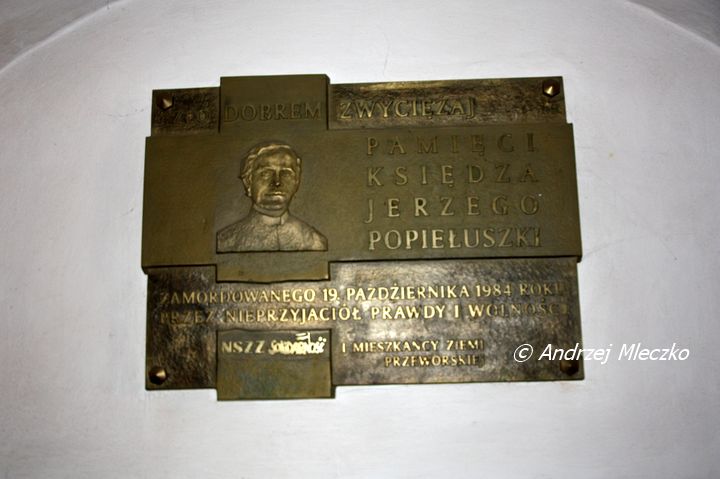 ZŁO DOBREM ZWYCIĘŻAJ
PAMIĘCI
KSIĘDZA
JERZEGO
POPIEŁUSZKI
ZAMORDOWANEGO 19. PAŹDZIERNIKA 1984 ROKU
PRZEZ NIEPRZYJACIÓŁ PRAWDY I WOLNOŚCI
NSZZ SOLIDARNOŚĆ I MIESZKAŃCY ZIEMI
PRZEWORSKIEJ
© Andrzej Mleczko